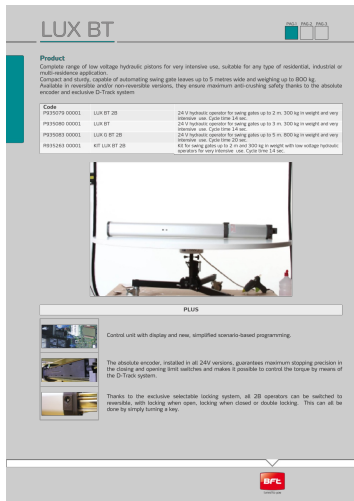 LUX BT
PAG.1 PAG.2 PAG.3
Product
Complete range of low voltage hydraulic pistons for very intensive use, suitable for any type of residential, industrial or
multi-residence application.
Compact and sturdy, capable of automating swing gate leaves up to 5 metres wide and weighing up to 800 kg.
Available in reversible and/or non-reversible versions, they ensure maximum anti-crushing safety thanks to the absolute
encoder and exclusive D-Track system
Code
P935079 00001 LUX BT 2B 24 V hydraulic operator for swing gates up to 2 m, 300 kg in weight and very
intensive use. Cycle time 14 sec.
P935080 00001 LUX BT 24 V hydraulic operator for swing gates up to 3 m, 300 kg in weight and very
intensive use. Cycle time 14 sec.
P935083 00001 LUX G BT 2B 24 V hydraulic operator for swing gates up to 5 m, 800 kg in weight and very
intensive use. Cycle time 20 sec.
R935263 00001 KIT LUX BT 2B Kit for swing gates up to 2 m and 300 kg in weight with low voltage hydraulic
operators for very intensive use. Cycle time 14 sec.
PLUS
Control unit with display and new, simplified scenario-based programming.
The absolute encoder, installed in all 24V versions, guarantees maximum stopping precision in
the closing and opening limit switches and makes it possible to control the torque by means of
the D-Track system.
Thanks to the exclusive selectable locking system, all 2B operators can be switched to
reversible, with locking when open, locking when closed or double locking. This can all be
done by simply turning a key.
BFT